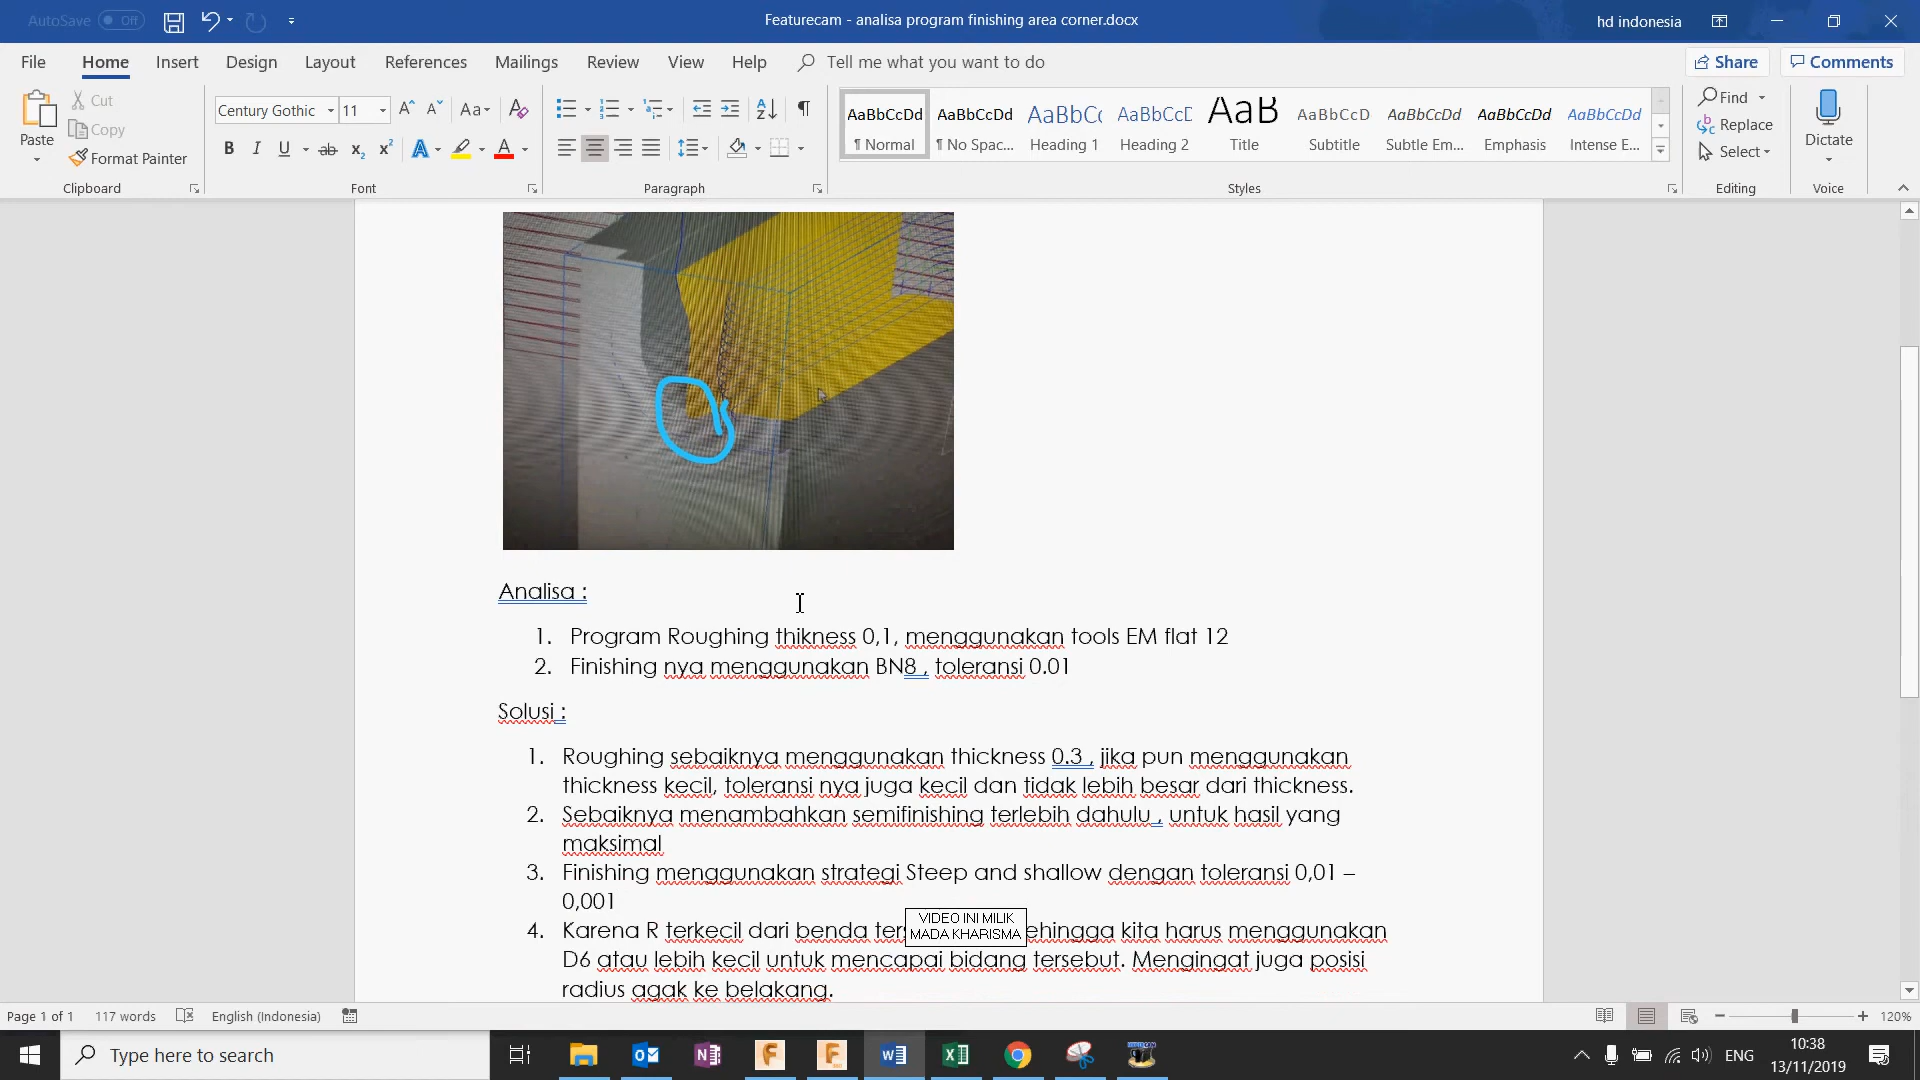 AutoSave Off
Featurecam - analisa program finishing area corner.docx
hd indonesia
File Home Insert Design Layout References Mailings Review View Help Tell me what you want to do
Share Comments
Paste
Cut
Copy
Format Painter
Clipboard
Century Gothic 11
Font
Paragraph
AaBbCcDd AaBbCcDd AaBbCc AaBbCcD AaB AaBbCcD AaBbCcDd AaBbCcDd AaBbCcDd
¶ Normal ¶ No Spac... Heading 1 Heading 2 Title Subtitle Subtle Em... Emphasis Intense E...
Styles
Find
Replace
Select
Editing
Dictate
Voice
Analisa :
1. Program Roughing thikness 0,1, menggunakan tools EM flat 12
2. Finishing nya menggunakan BN8 , toleransi 0.01
Solusi :
1. Roughing sebaiknya menggunakan thickness 0.3 , jika pun menggunakan
thickness kecil, toleransi nya juga kecil dan tidak lebih besar dari thickness.
2. Sebaiknya menambahkan semifinishing terlebih dahulu , untuk hasil yang
maksimal
3. Finishing menggunakan strategi Steep and shallow dengan toleransi 0,01 –
0,001
4. Karena R terkecil dari benda ters ehingga kita harus menggunakan
D6 atau lebih kecil untuk mencapai bidang tersebut. Mengingat juga posisi
radius agak ke belakang.
VIDEO INI MILIK
MADA KHARISMA
Page 1 of 1 117 words English (Indonesia) 120%
Type here to search
ENG
10:38
13/11/2019